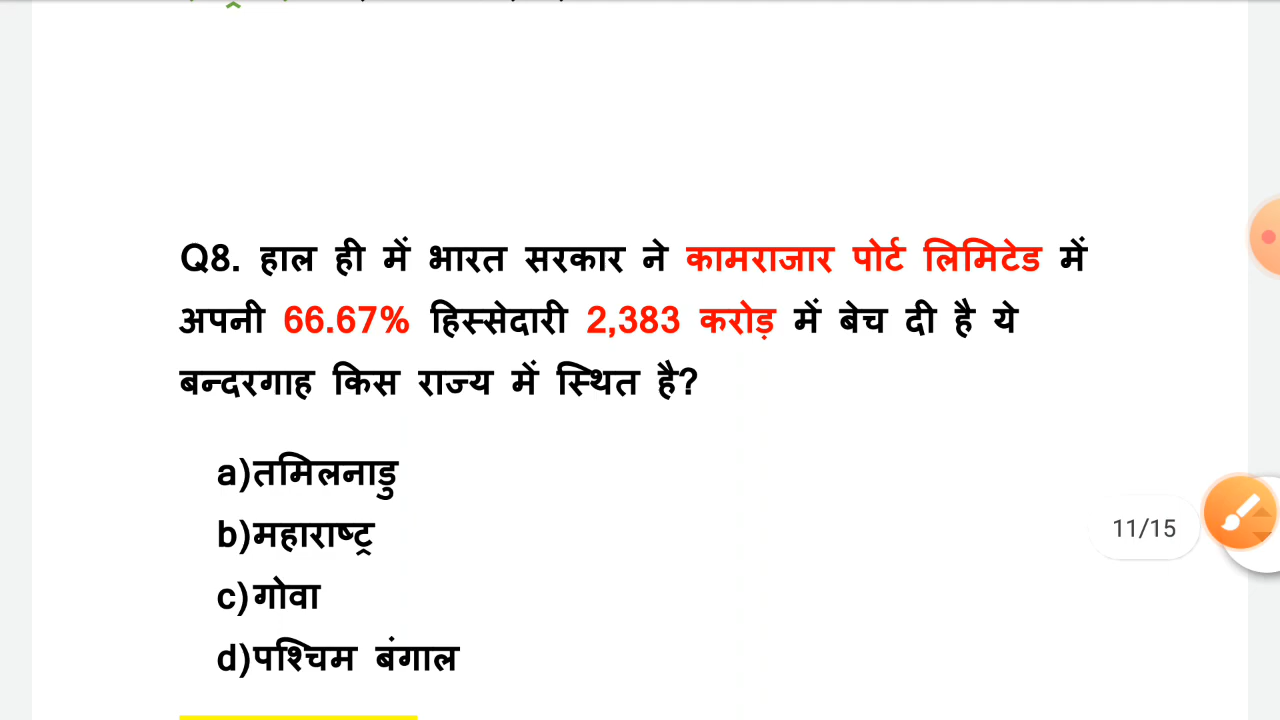 Q8. हाल ही में भारत सरकार ने कामराजार पोर्ट लिमिटेड में
अपनी 66.67% हिस्सेदारी 2,383 करोड़ में बेच दी है ये
बन्दरगाह किस राज्य में स्थित है?
a)तमिलनाडु
b)महाराष्ट्र
11/15
c)गोवा
d)पश्चिम बंगाल